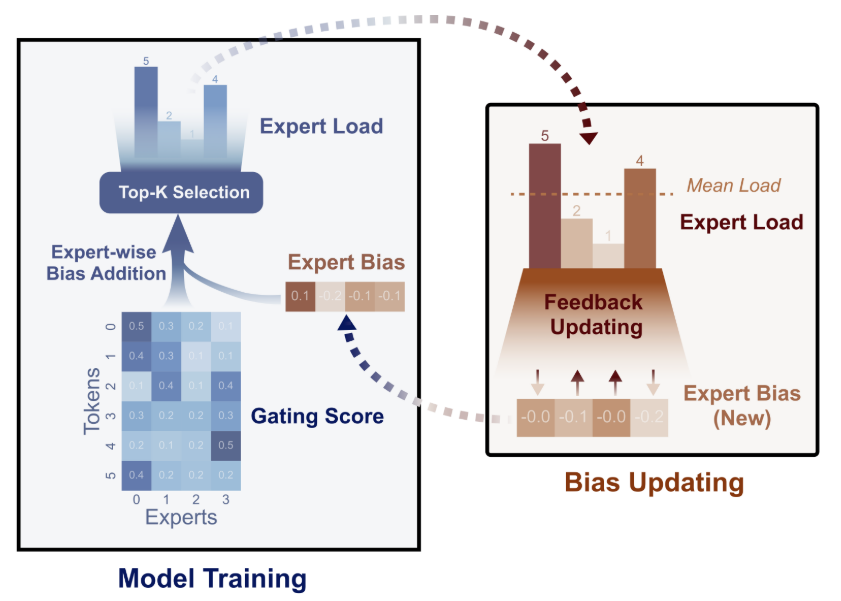 5
2
1
4
Expert Load
Top-K Selection
Expert-wise
Bias Addition
Expert Bias
0.1 -0.2 -0.1 -0.1
Tokens
0
1
2
3
4
5
0.5 0.3 0.2 0.1
0.4 0.3 0.1 0.1
0.1 0.4 0.1 0.4
0.3 0.2 0.2 0.3
0.2 0.1 0.2 0.5
0.4 0.2 0.2 0.2
Gating Score
0 1 2 3
Experts
Model Training
5
2
1
4
Mean Load
Expert Load
Feedback
Updating
-0.0 -0.1 -0.0 -0.2
Expert Bias
(New)
Bias Updating